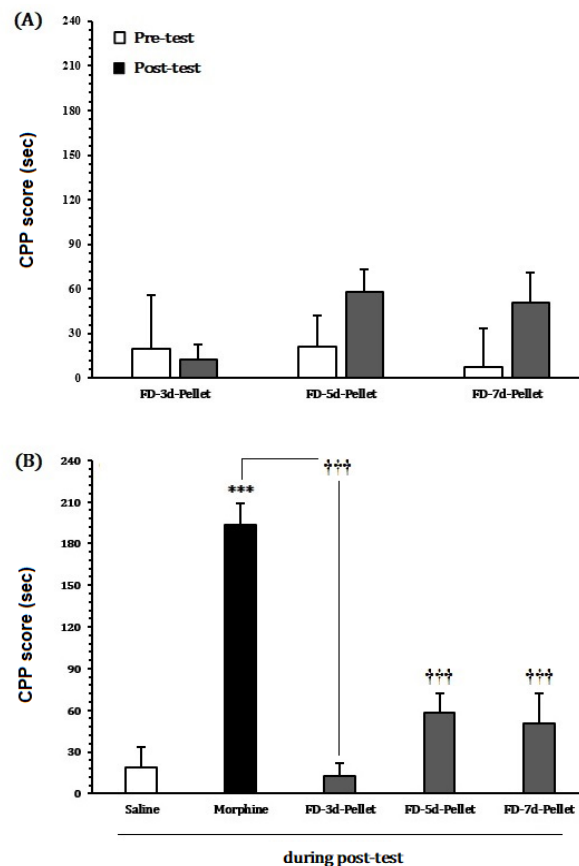 (A)
240
210
180
150
120
90
60
30
0
CPP score (sec)
Pre-test
Post-test
FD-3d-Pellet FD-5d-Pellet FD-7d-Pellet
(B)
240
210
180
150
120
90
60
30
0
CPP score (sec)
†††
***
††† †††
Saline Morphine FD-3d-Pellet FD-5d-Pellet FD-7d-Pellet
during post-test